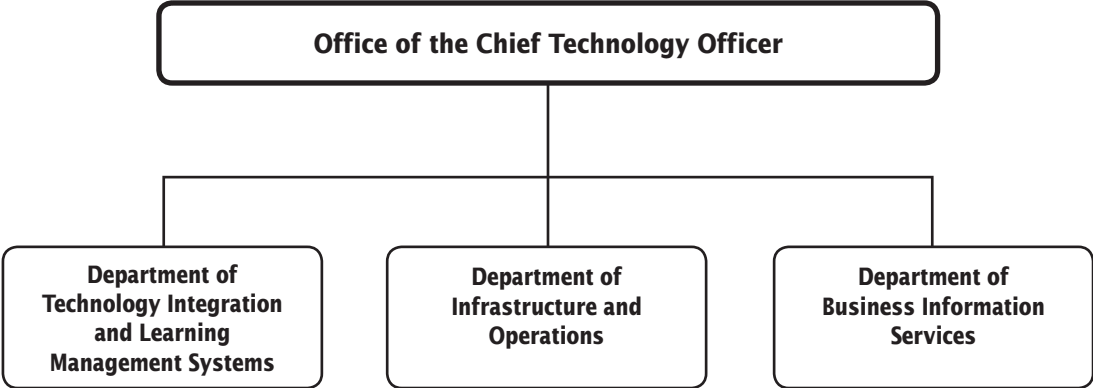 Office of the Chief Technology Officer
Department of
Technology Integration
and Learning
Management Systems
Department of
Infrastructure and
Operations
Department of
Business Information
Services